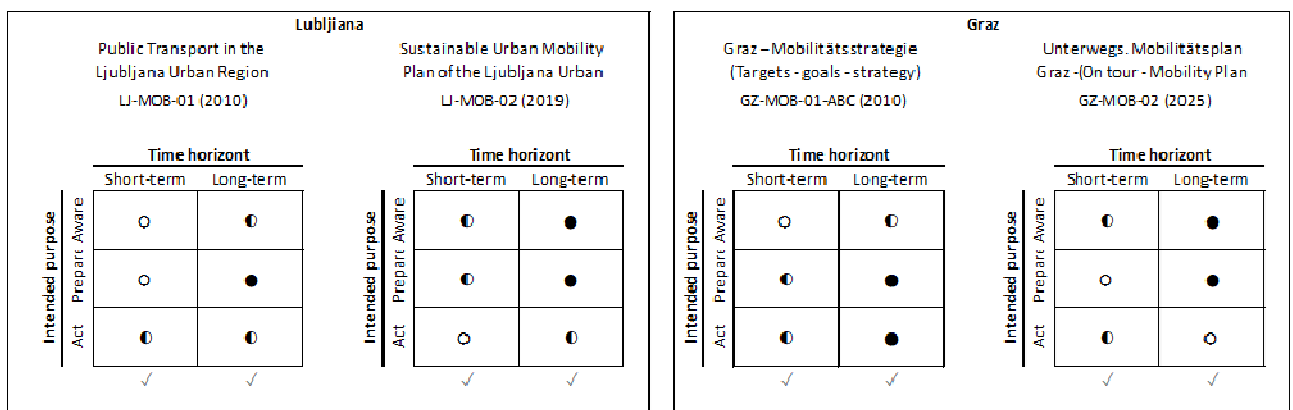 Lubljiana
Public Transport in the
Ljubljana Urban Region
LJ-MOB-01 (2010)
Time horizont
Short-term Long-term
Intended purpose
Aware
Prepare
Act
✓ ✓
Sustainable Urban Mobility
Plan of the Ljubljana Urban
LJ-MOB-02 (2019)
Time horizont
Short-term Long-term
Intended purpose
Aware
Prepare
Act
✓ ✓
Graz
Graz – Mobilitätsstrategie
(Targets - goals - strategy)
GZ-MOB-01-ABC (2010)
Time horizont
Short-term Long-term
Intended purpose
Aware
Prepare
Act
✓ ✓
Unterwegs. Mobilitätsplan
Graz -(On tour - Mobility Plan
GZ-MOB-02 (2025)
Time horizont
Short-term Long-term
Intended purpose
Aware
Prepare
Act
✓ ✓